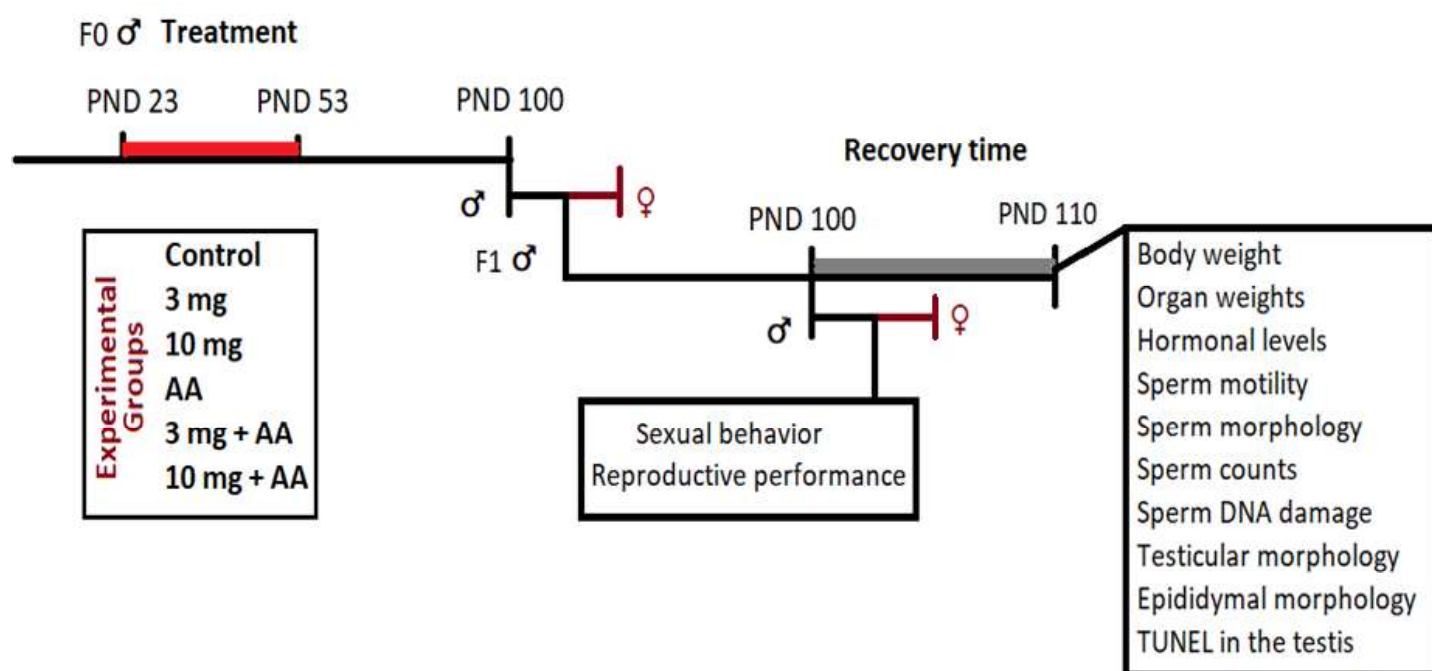 F0 ♂ Treatment
PND 23
PND 53
PND 100
Recovery time
♂
♀
F1 ♂
PND 100
PND 110
♂
♀
Experimental
Groups
Control
3 mg
10 mg
AA
3 mg + AA
10 mg + AA
Sexual behavior
Reproductive performance
Body weight
Organ weights
Hormonal levels
Sperm motility
Sperm morphology
Sperm counts
Sperm DNA damage
Testicular morphology
Epididymal morphology
TUNEL in the testis